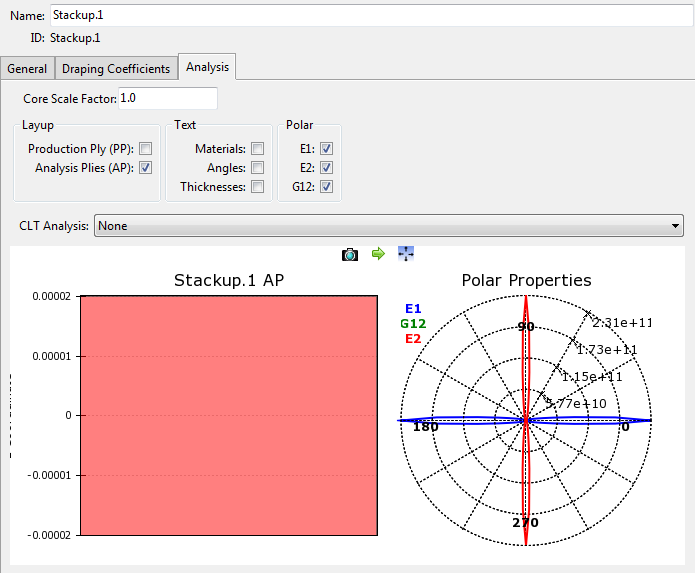 Name: Stackup.1
ID: Stackup.1
General Draping Coefficients Analysis
Core Scale Factor: 1.0
Layup Text Polar
Production Ply (PP): Materials: E1:
Analysis Plies (AP): Angles: E2:
Thicknesses: G12:
CLT Analysis: None
Stackup.1 AP
0.00002
0.00001
0
-0.00001
-0.00002
Polar Properties
E1
G12
E2
90
2.31e+11
1.73e+11
1.15e+11
5.77e+10
180
0
270